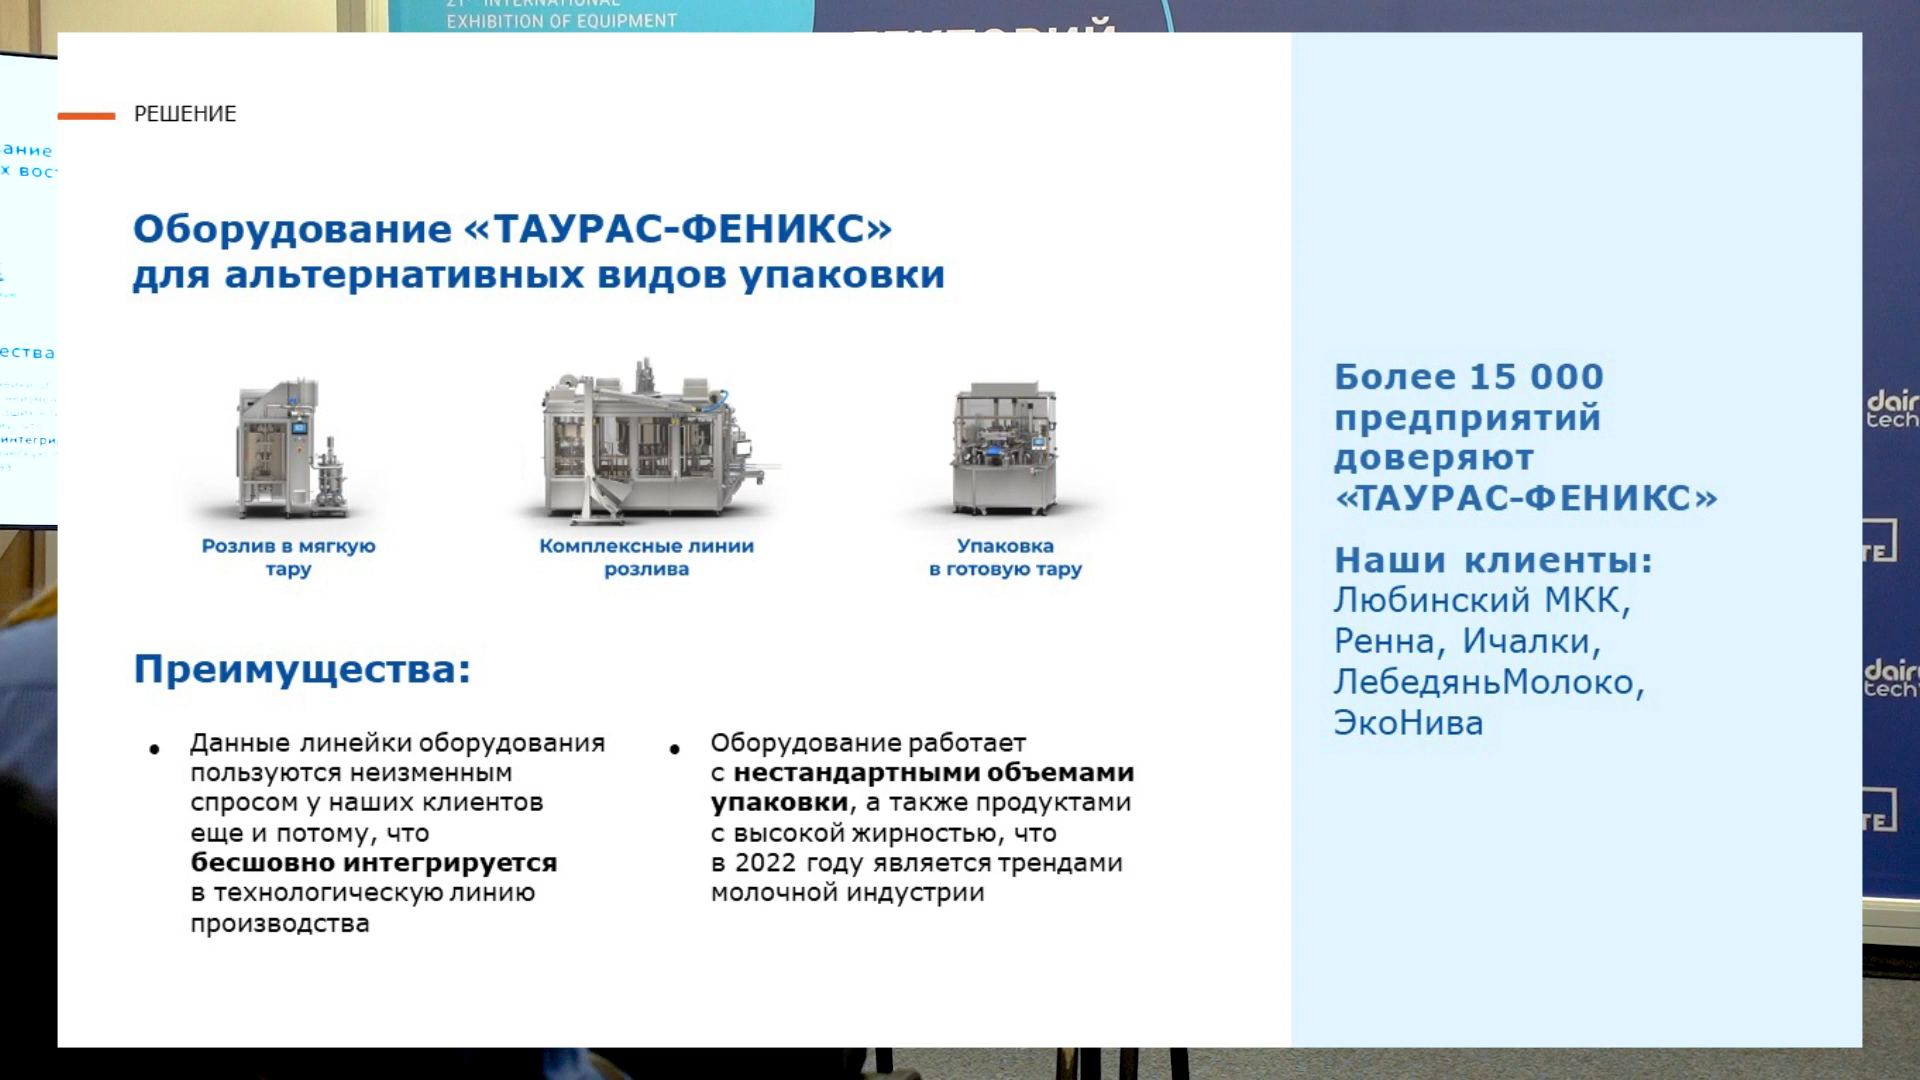 EXHIBITION OF EQUIPMENT
РЕШЕНИЕ
Оборудование «ТАУРАС-ФЕНИКС»
для альтернативных видов упаковки
Розлив в мягкую
тару
Комплексные линии
розлива
Упаковка
в готовую тару
Преимущества:
• Данные линейки оборудования
пользуются неизменным
спросом у наших клиентов
еще и потому, что
бесшовно интегрируется
в технологическую линию
производства
• Оборудование работает
с нестандартными объемами
упаковки, а также продуктами
с высокой жирностью, что
в 2022 году является трендами
молочной индустрии
Более 15 000
предприятий
доверяют
«ТАУРАС-ФЕНИКС»
Наши клиенты:
Любинский МКК,
Ренна, Ичалки,
ЛебедяньМолоко,
ЭкоНива